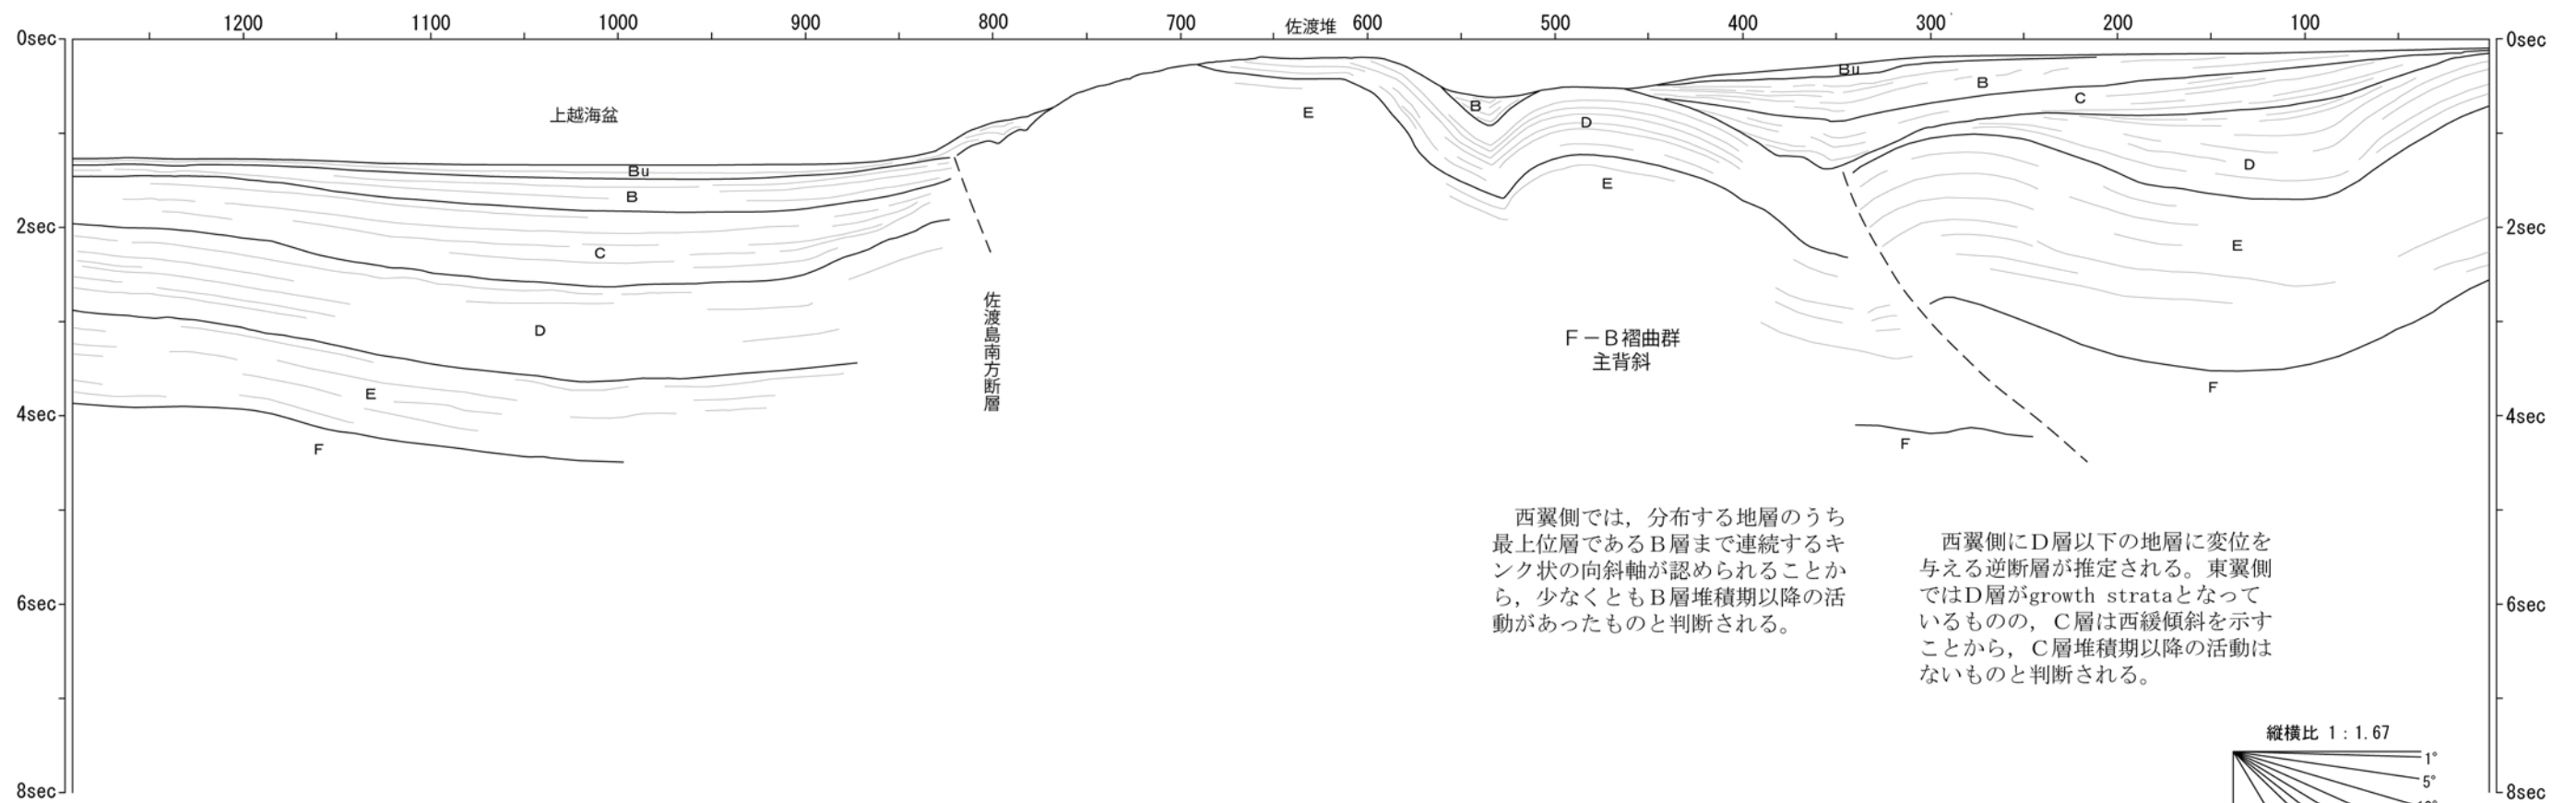 1200 1100 1000 900 800 700 佐渡堆 600 500 400 300 200 100
0sec 0sec
Bu
B
B
C
E
上越海盆
D
Bu
D
B
E
2sec 2sec
E
C
佐渡島南方断層
D
F－B褶曲群
主背斜
F
E
4sec 4sec
F
F
西翼側では，分布する地層のうち
最上位層であるB層まで連続するキ
ンク状の向斜軸が認められることか
ら，少なくともB層堆積期以降の活
動があったものと判断される。
西翼側にD層以下の地層に変位を
与える逆断層が推定される。東翼側
ではD層がgrowth strataとなって
いるものの，C層は西緩傾斜を示す
ことから，C層堆積期以降の活動は
ないものと判断される。
6sec 6sec
縦横比 1：1.67
1°
5°
8sec 8sec